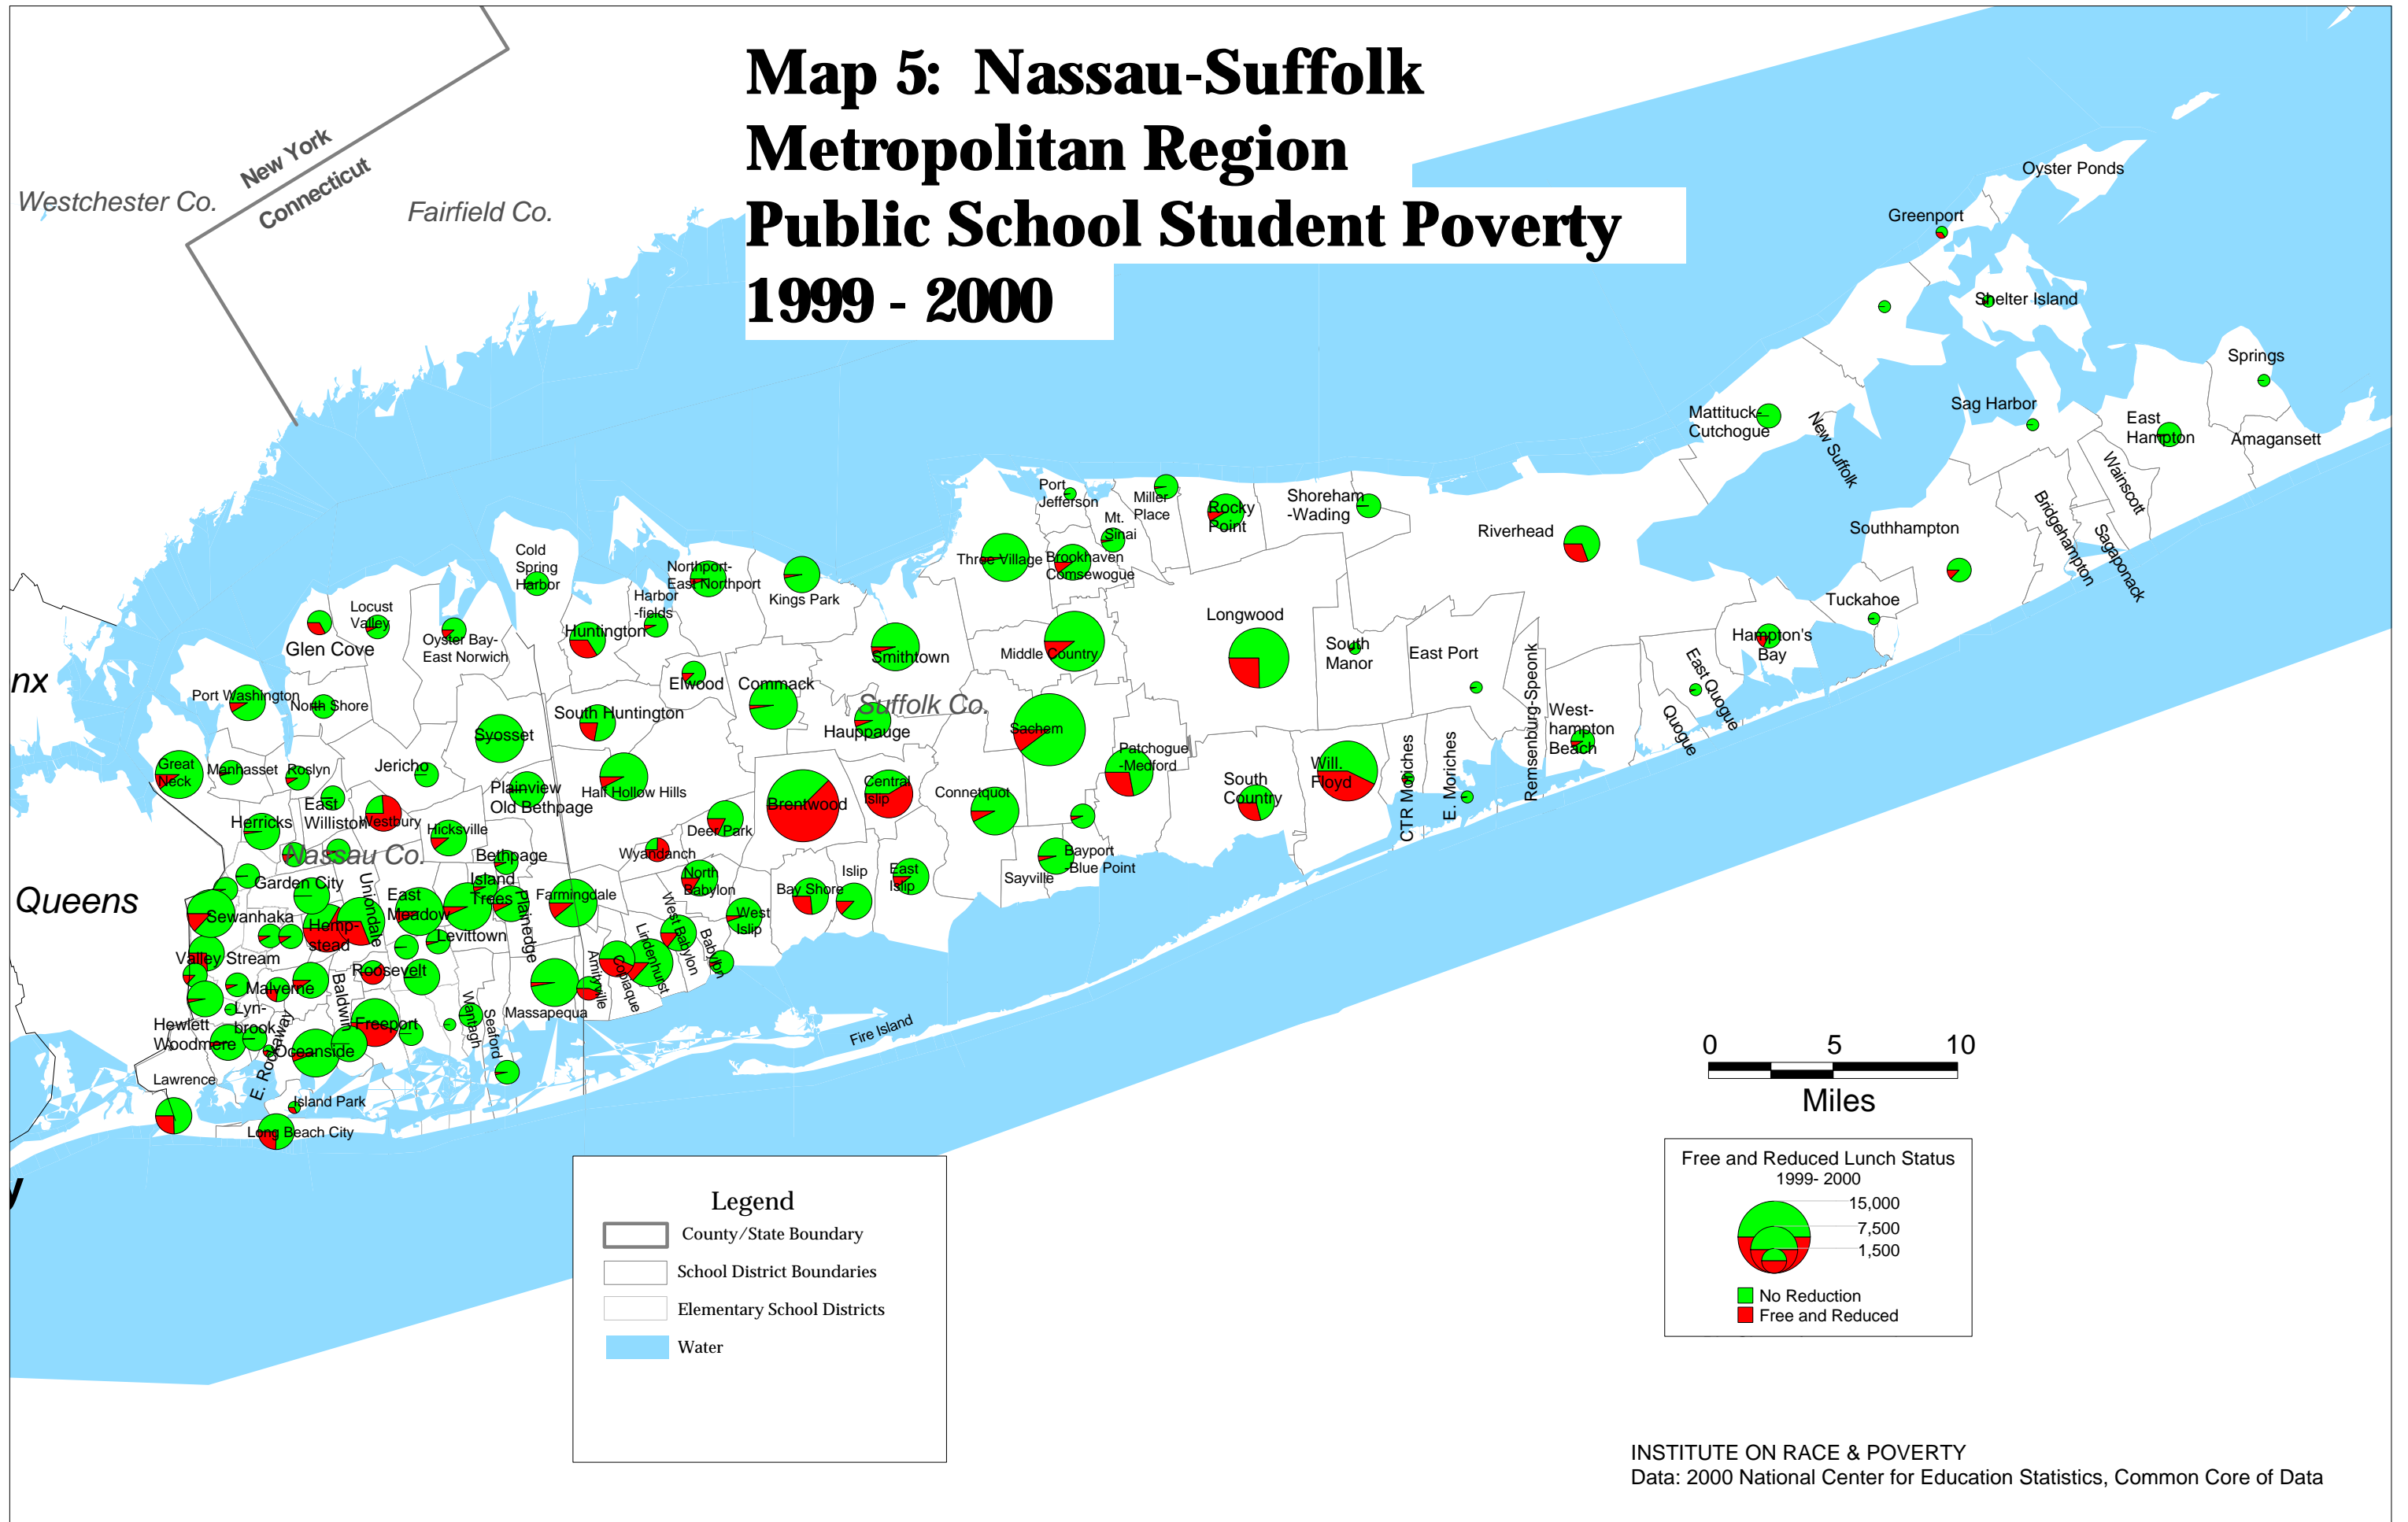 Map 5: Nassau-Suffolk
Metropolitan Region
Public School Student Poverty
1999 - 2000
New York
Connecticut
Westchester Co.
Fairfield Co.
Oyster Ponds
Greenport
Shelter Island
Springs
Sag Harbor
East
Hampton
Amagansett
Mattituck-
Cutchogue
New Suffolk
Wainscott
Bridgehampton
Sagaponack
Southhampton
Tuckahoe
Hampton's
Bay
East Quogue
Quogue
West-
hampton
Beach
Remsenburg-Speonk
Riverhead
Shoreham
-Wading
Rocky
Point
Miller
Place
Port
Jefferson
Mt.
Sinai
Three Village
Brookhaven
Comsewogue
Longwood
South
Manor
East Port
Middle Country
Cold
Spring
Harbor
Northport-
East Northport
Harbor
-fields
Kings Park
Huntington
Smithtown
Locust
Valley
Glen Cove
Oyster Bay-
East Norwich
nx
Port Washington
North Shore
Elwood
Commack
Suffolk Co.
Hauppauge
South Huntington
Sachem
Syosset
Patchogue
-Medford
Great
Neck
Manhasset
Roslyn
Jericho
Plainview
Old Bethpage
Half Hollow Hills
Brentwood
Central
Islip
Connetquot
South
Country
Will.
Floyd
CTR Moriches
E. Moriches
East
Williston
Westbury
Herricks
Hicksville
Deer Park
Nassau Co.
Bethpage
Wyandanch
Bayport
-Blue Point
Sayville
Islip
East
Islip
Bay Shore
North
Babylon
Garden City
Uniondale
East
Meadow
Island
Trees
Plainedge
Farmingdale
West Babylon
West
Islip
Babylon
Queens
Sewanhaka
Hemp-
stead
Levittown
Valley Stream
Roosevelt
Amityville
Copiaque
Lindenhurst
Malverne
Baldwin
Lyn-
brook
Hewlett
Woodmere
Freeport
Wantagh
Seaford
Massapequa
Oceanside
E. Rockaway
Fire Island
Lawrence
Island Park
Long Beach City
y
0 5 10
Miles
Legend
County/State Boundary
School District Boundaries
Elementary School Districts
Water
Free and Reduced Lunch Status
1999- 2000
15,000
7,500
1,500
No Reduction
Free and Reduced
INSTITUTE ON RACE & POVERTY
Data: 2000 National Center for Education Statistics, Common Core of Data